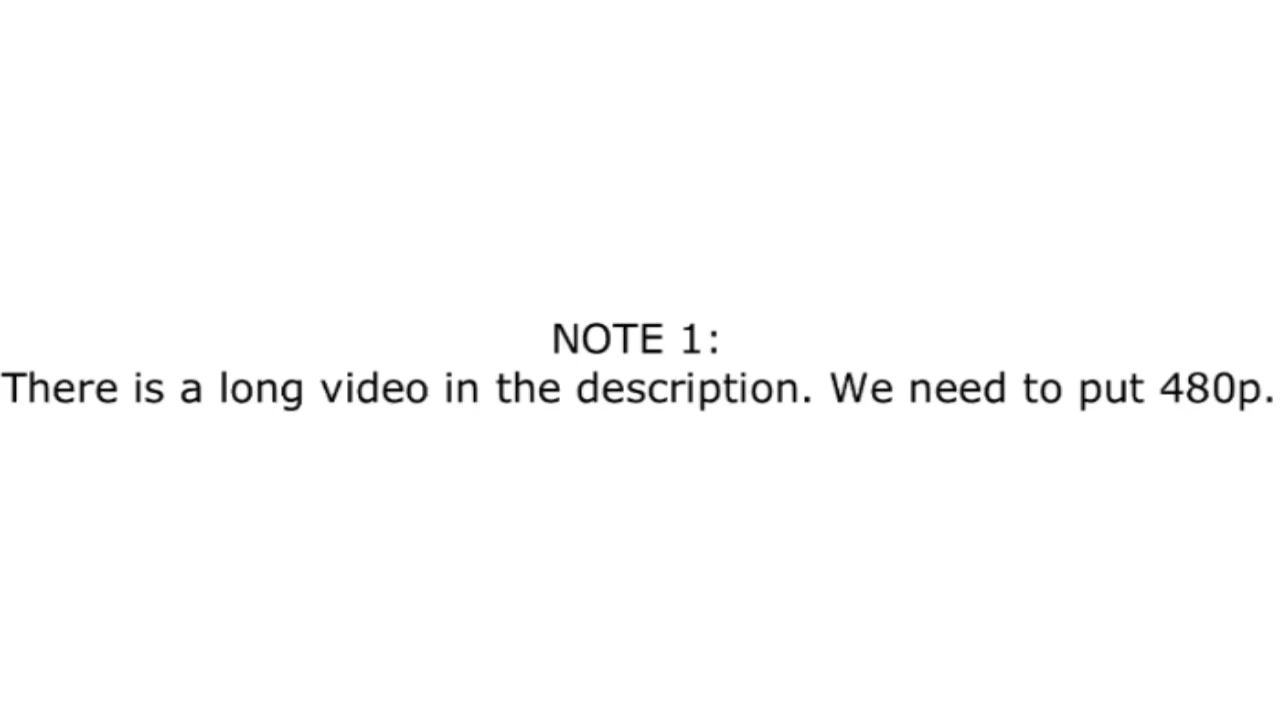 NOTE 1:
There is a long video in the description. We need to put 480p.